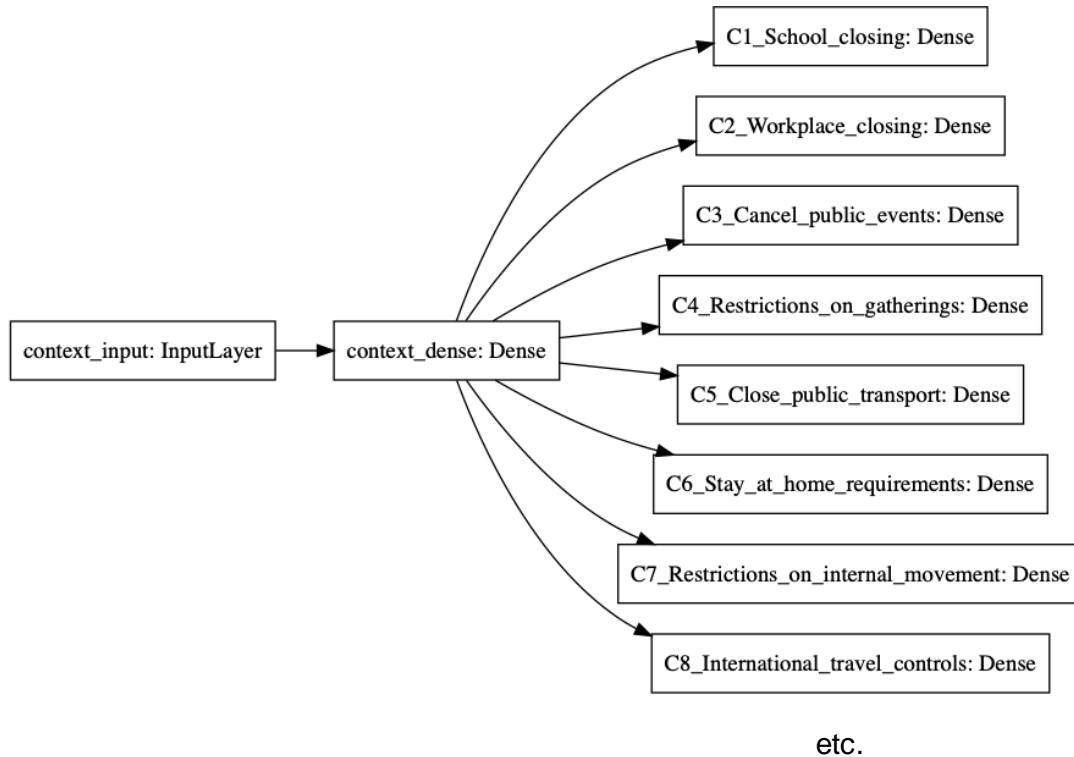 C1_School_closing: Dense
C2_Workplace_closing: Dense
C3_Cancel_public_events: Dense
C4_Restrictions_on_gatherings: Dense
context_input: InputLayer
context_dense: Dense
C5_Close_public_transport: Dense
C6_Stay_at_home_requirements: Dense
C7_Restrictions_on_internal_movement: Dense
C8_International_travel_controls: Dense
etc.